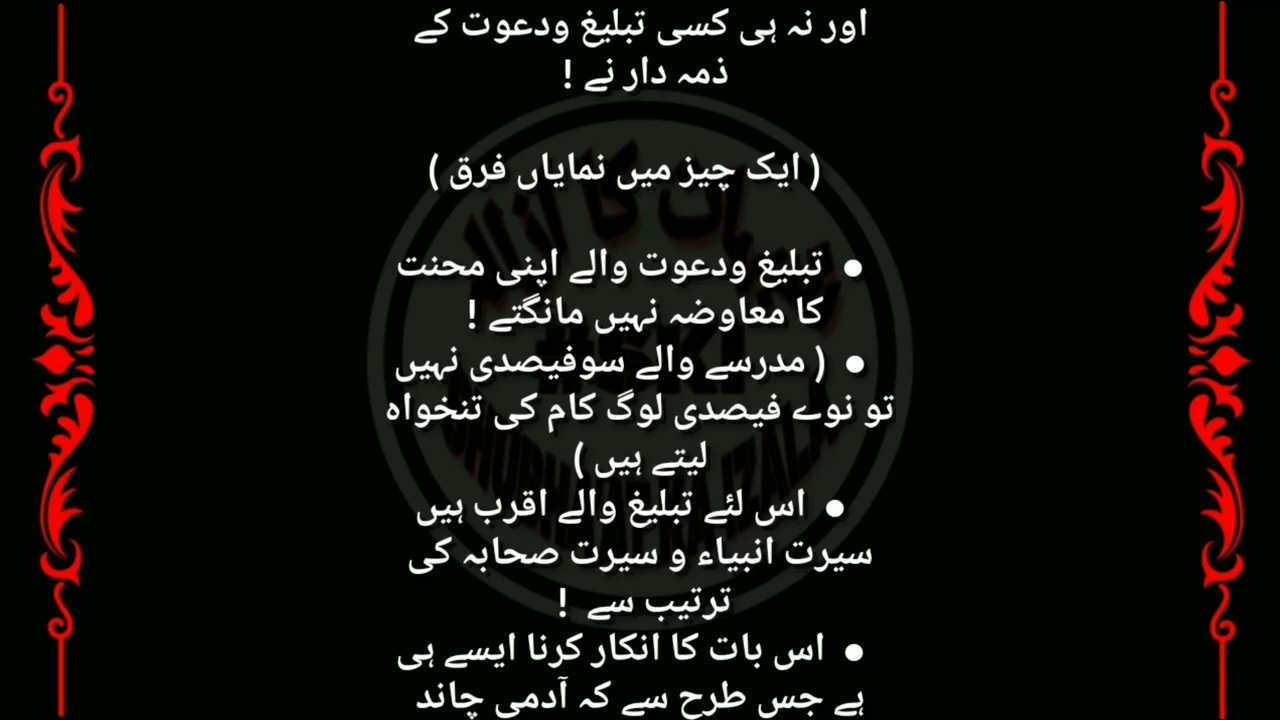 اور نہ ہی کسی تبلیغ ودعوت کے
ذمہ دار نے !
( ایک چیز میں نمایاں فرق )
● تبلیغ ودعوت والے اپنی محنت
کا معاوضہ نہیں مانگتے !
● ( مدرسے والے سوفیصدی نہیں
تو نوے فیصدی لوگ کام کی تنخواہ
لیتے ہیں )
● اس لئے تبلیغ والے اقرب ہیں
سیرت انبیاء و سیرت صحابہ کی
ترتیب سے !
● اس بات کا انکار کرنا ایسے ہی
ہے جس طرح سے کہ آدمی چاند